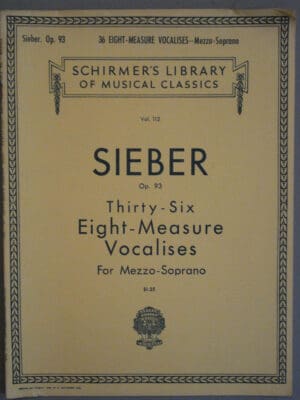 Sieber. Op. 93 36 EIGHT-MEASURE VOCALISES—Mezzo-Soprano
SCHIRMER'S LIBRARY
OF MUSICAL CLASSICS
Vol. 112
SIEBER
Op. 93
Thirty-Six
Eight-Measure
Vocalises
For Mezzo-Soprano